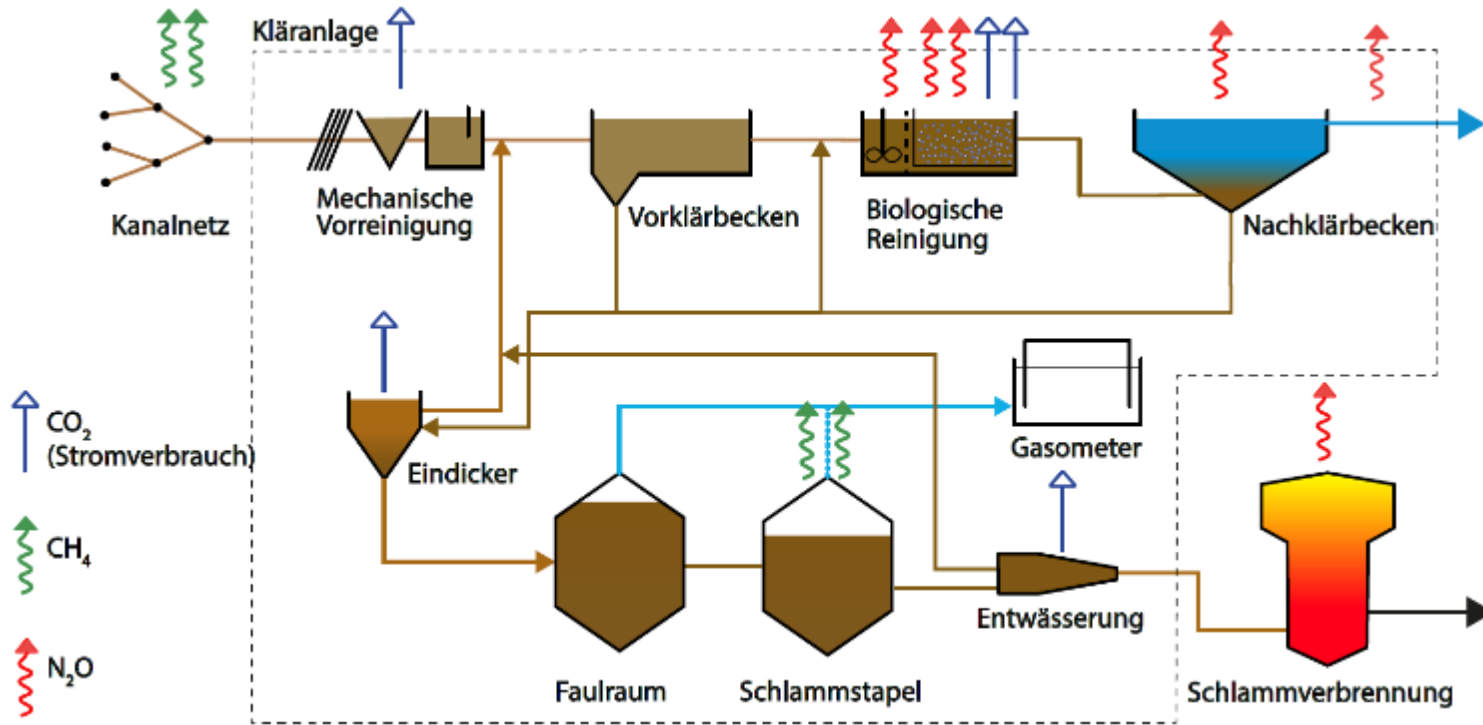 Kläranlage
Kanalnetz
Mechanische
Vorreinigung
Vorklärbecken
Biologische
Reinigung
Nachklärbecken
CO₂
(Stromverbrauch)
Eindicker
Gasometer
CH₄
Entwässerung
N₂O
Faulraum
Schlammstapel
Schlammverbrennung